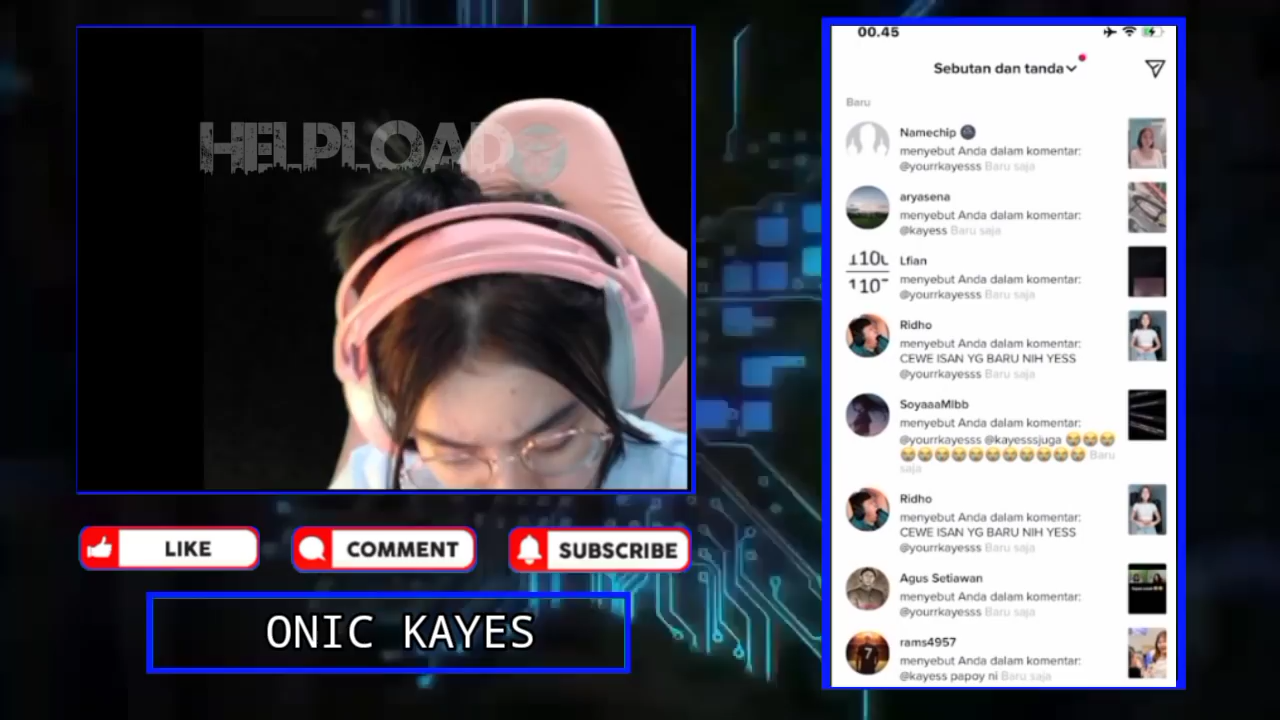 HELPLOAD
LIKE
COMMENT
SUBSCRIBE
ONIC KAYES
00.45
Sebutan dan tanda
Baru
Namechip
menyebut Anda dalam komentar:
@yourrkayesss Baru saja
aryasena
menyebut Anda dalam komentar:
@kayess Baru saja
Lfian
menyebut Anda dalam komentar:
@yourrkayesss Baru saja
Ridho
menyebut Anda dalam komentar:
CEWE ISAN YG BARU NIH YESS
@yourrkayesss Baru saja
SoyaaaMlbb
menyebut Anda dalam komentar:
@yourrkayesss @kayesssjuga 😭😭😭
😭😭😭😭😭😭😭😭😭😭😭 Baru
saja
Ridho
menyebut Anda dalam komentar:
CEWE ISAN YG BARU NIH YESS
@yourrkayesss Baru saja
Agus Setiawan
menyebut Anda dalam komentar:
@yourrkayesss Baru saja
rams4957
menyebut Anda dalam komentar:
@kayess papoy ni Baru saja